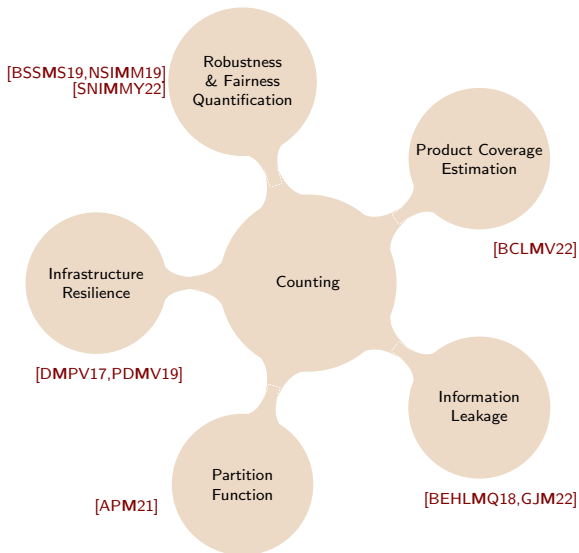 [BSSMS19,NSIMM19]
[SNIMMY22]
Robustness
& Fairness
Quantification
Product Coverage
Estimation
[BCLMV22]
Infrastructure
Resilience
[DMPV17,PDMV19]
Counting
Information
Leakage
[BEHLMQ18,GJM22]
Partition
Function
[APM21]